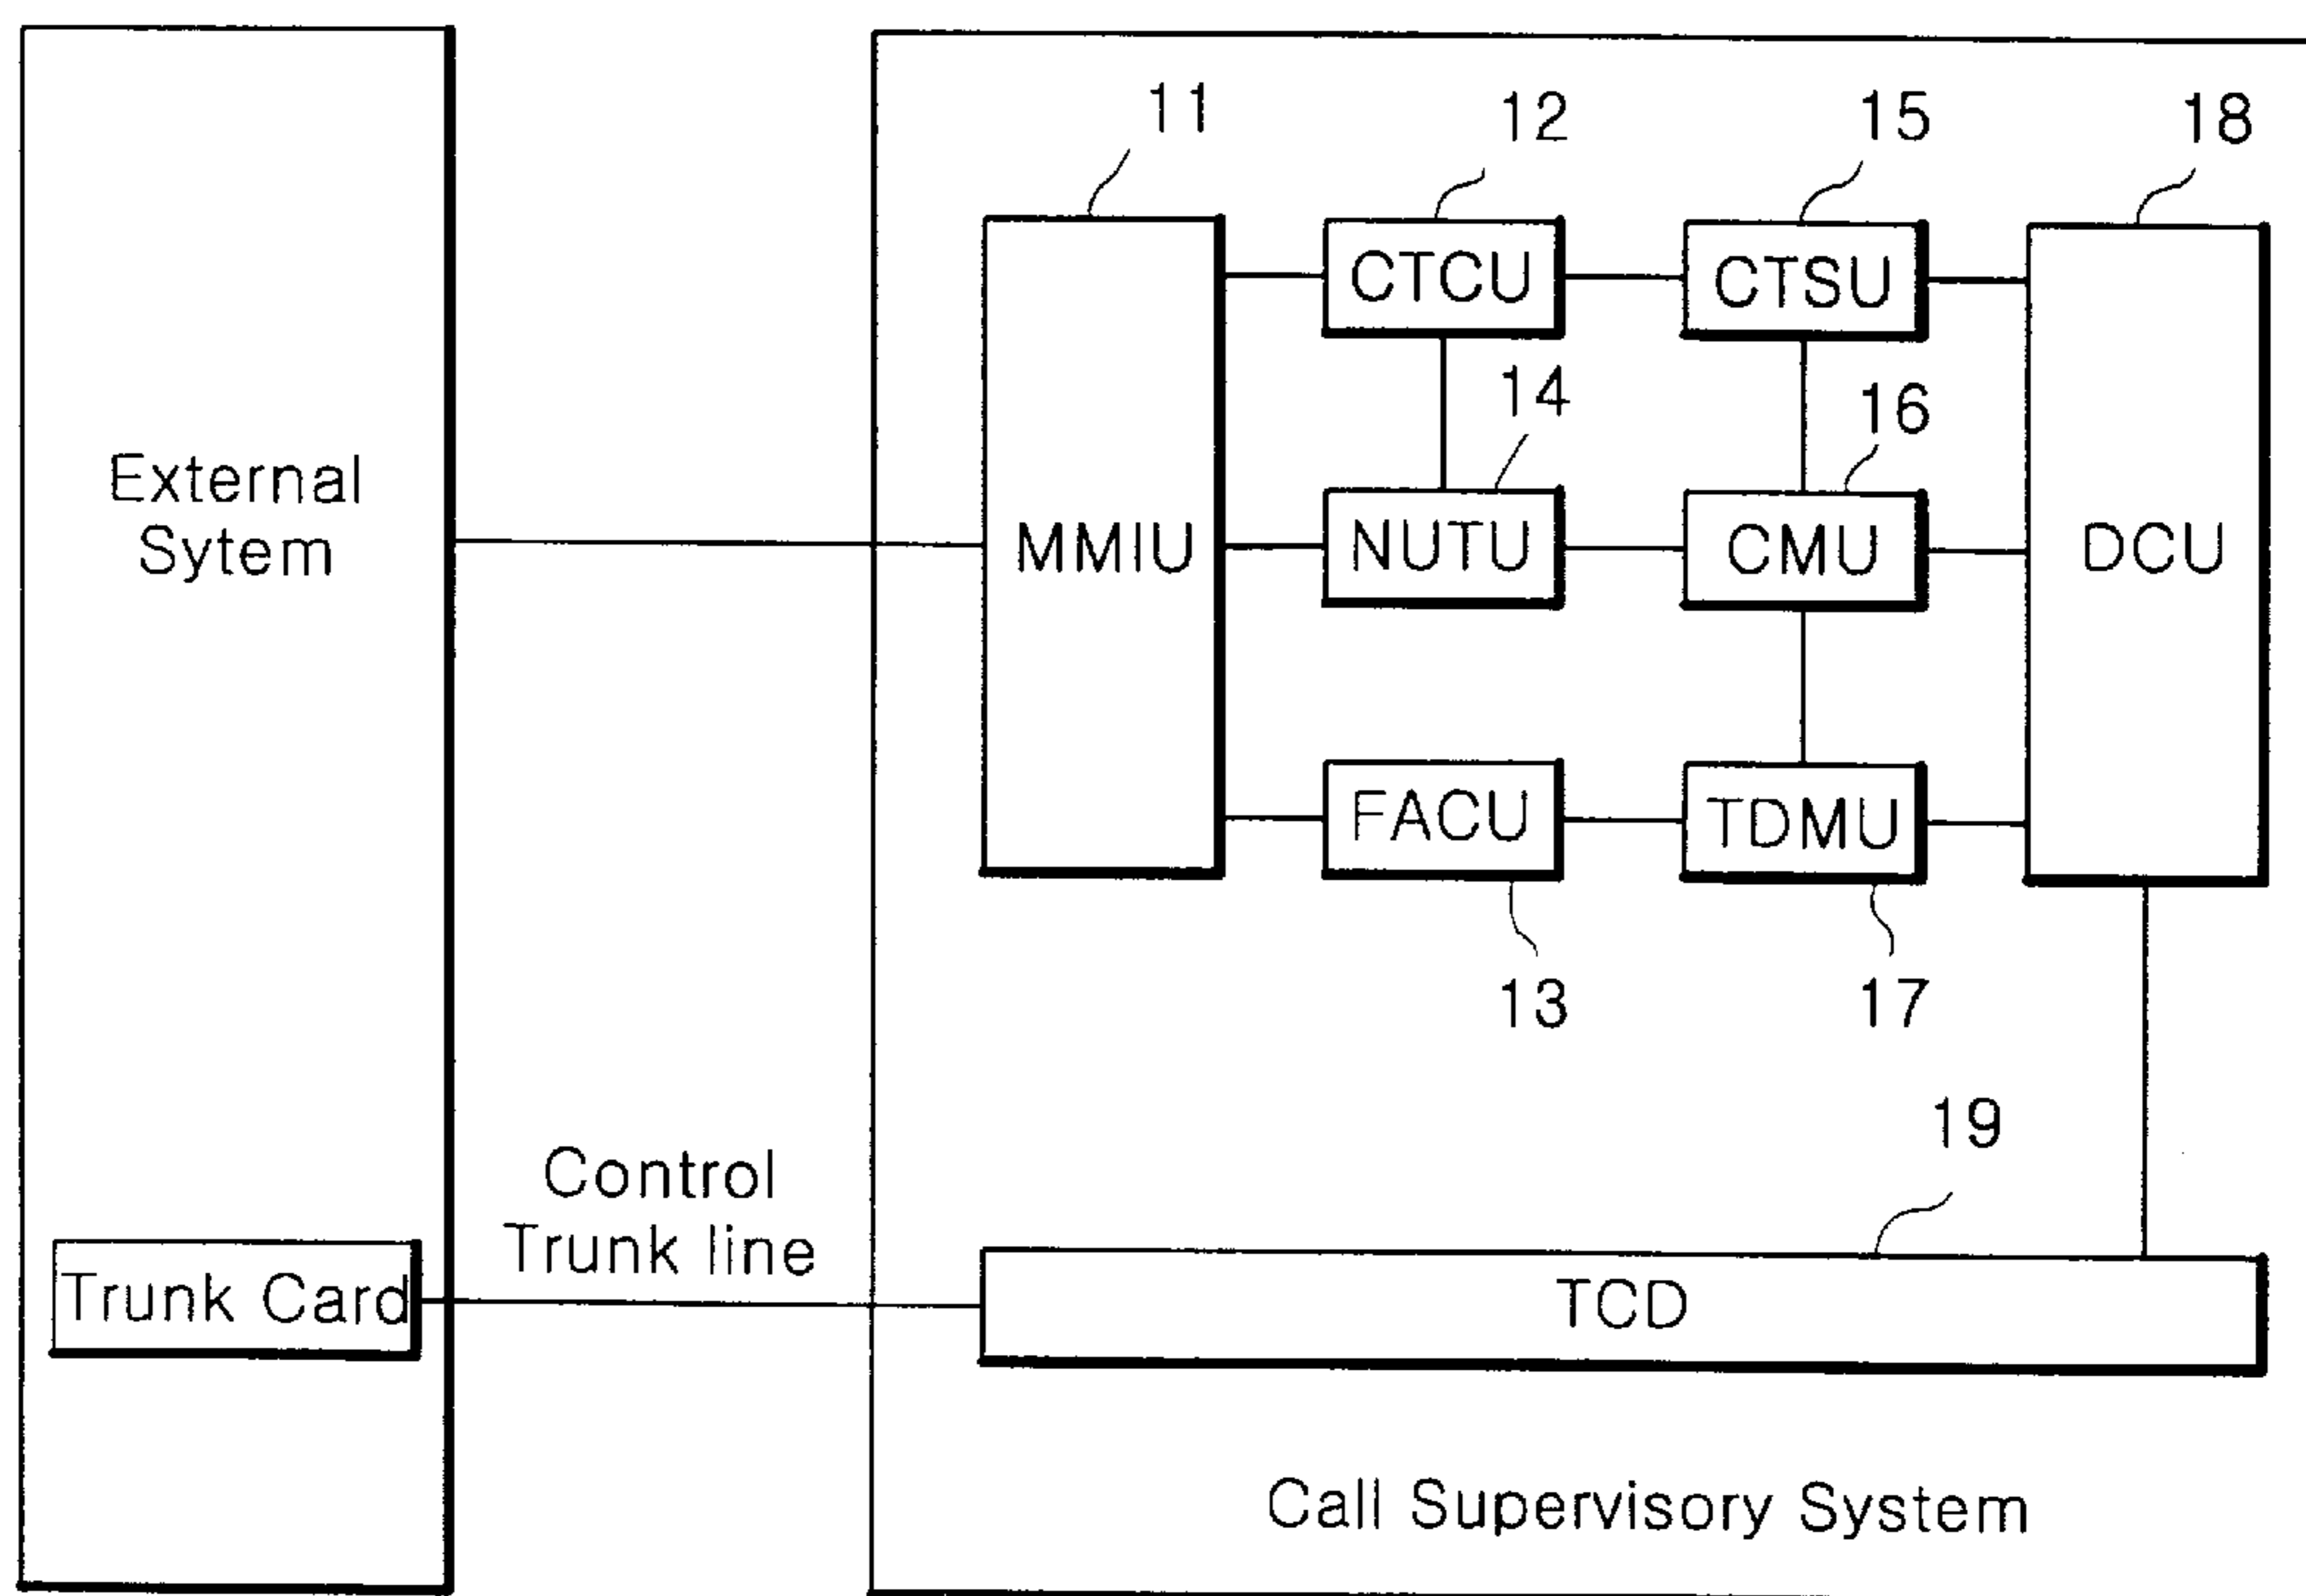 11
12
15
18
CTCU
CTSU
14
16
External
Sytem
MMIU
NUTU
CMU
DCU
FACU
TDMU
13
17
19
Control
Trunk line
Trunk Card
TCD
Call Supervisory System